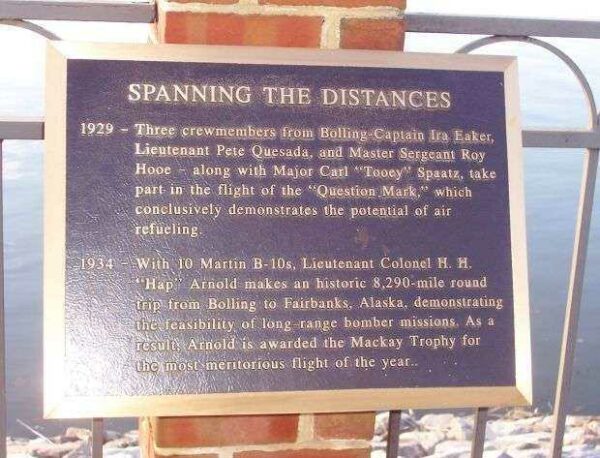 SPANNING THE DISTANCES
1929 - Three crewmembers from Bolling-Captain Ira Eaker,
Lieutenant Pete Quesada, and Master Sergeant Roy
Hooe - along with Major Carl "Tooey" Spaatz, take
part in the flight of the "Question Mark," which
conclusively demonstrates the potential of air
refueling.
1934 - With 10 Martin B-10s, Lieutenant Colonel H. H.
"Hap" Arnold makes an historic 8,290-mile round
trip from Bolling to Fairbanks, Alaska, demonstrating
the feasibility of long-range bomber missions. As a
result, Arnold is awarded the Mackay Trophy for
the most meritorious flight of the year..